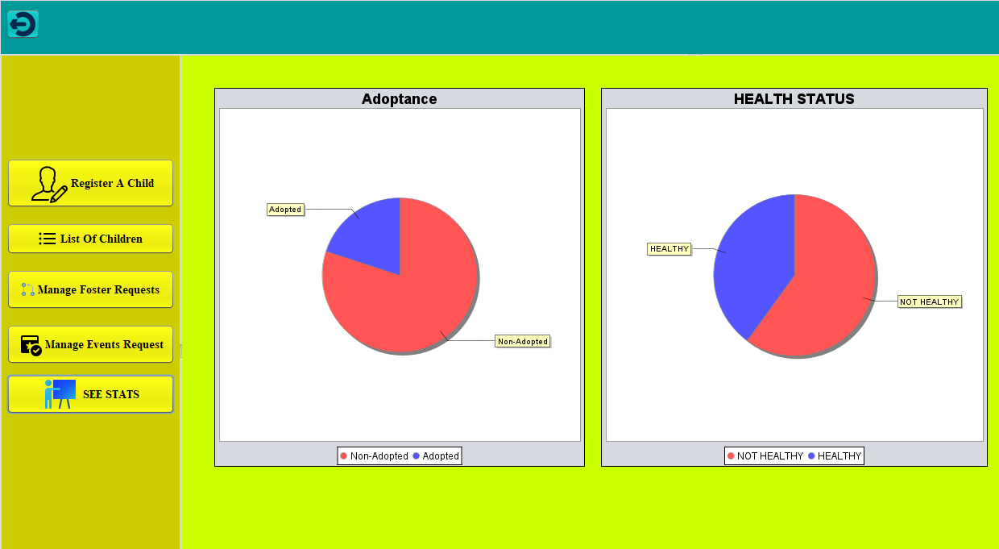 Register A Child
List Of Children
Manage Foster Requests
Manage Events Request
SEE STATS
Adoptance
Adopted
Non-Adopted
Non-Adopted Adopted
HEALTH STATUS
HEALTHY
NOT HEALTHY
NOT HEALTHY HEALTHY